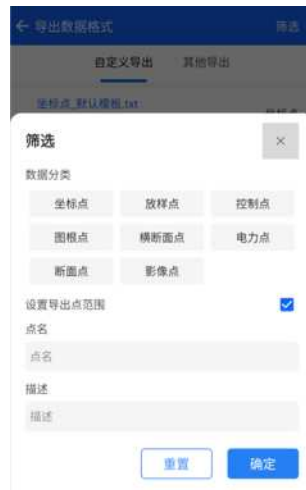 导出数据格式 筛选
自定义导出 其他导出
坐标点_默认模板.txt
坐标点
筛选
数据分类
坐标点 放样点 控制点
图根点 横断面点 电力点
断面点 影像点
设置导出点范围
点名
点名
描述
描述
重置 确定